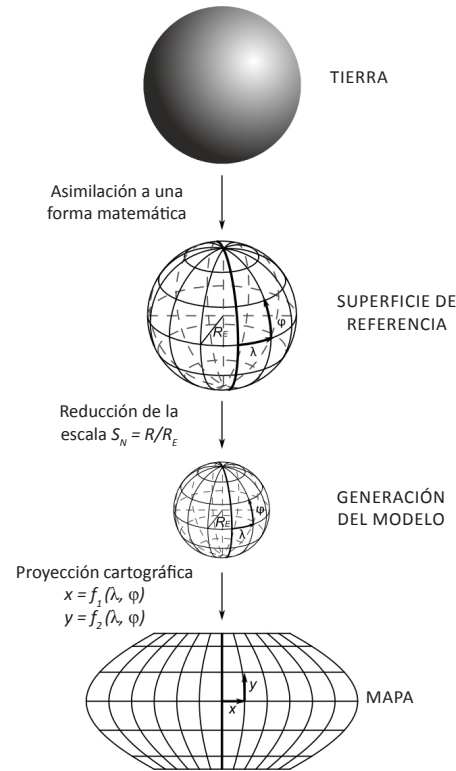 TIERRA
Asimilación a una
forma matemática
SUPERFICIE DE
REFERENCIA
φ
R_E
λ
Reducción de la
escala S_N = R/R_E
GENERACIÓN
DEL MODELO
φ
R_E
λ
Proyección cartográfica
x = f_1(λ, φ)
y = f_2(λ, φ)
MAPA
y
x